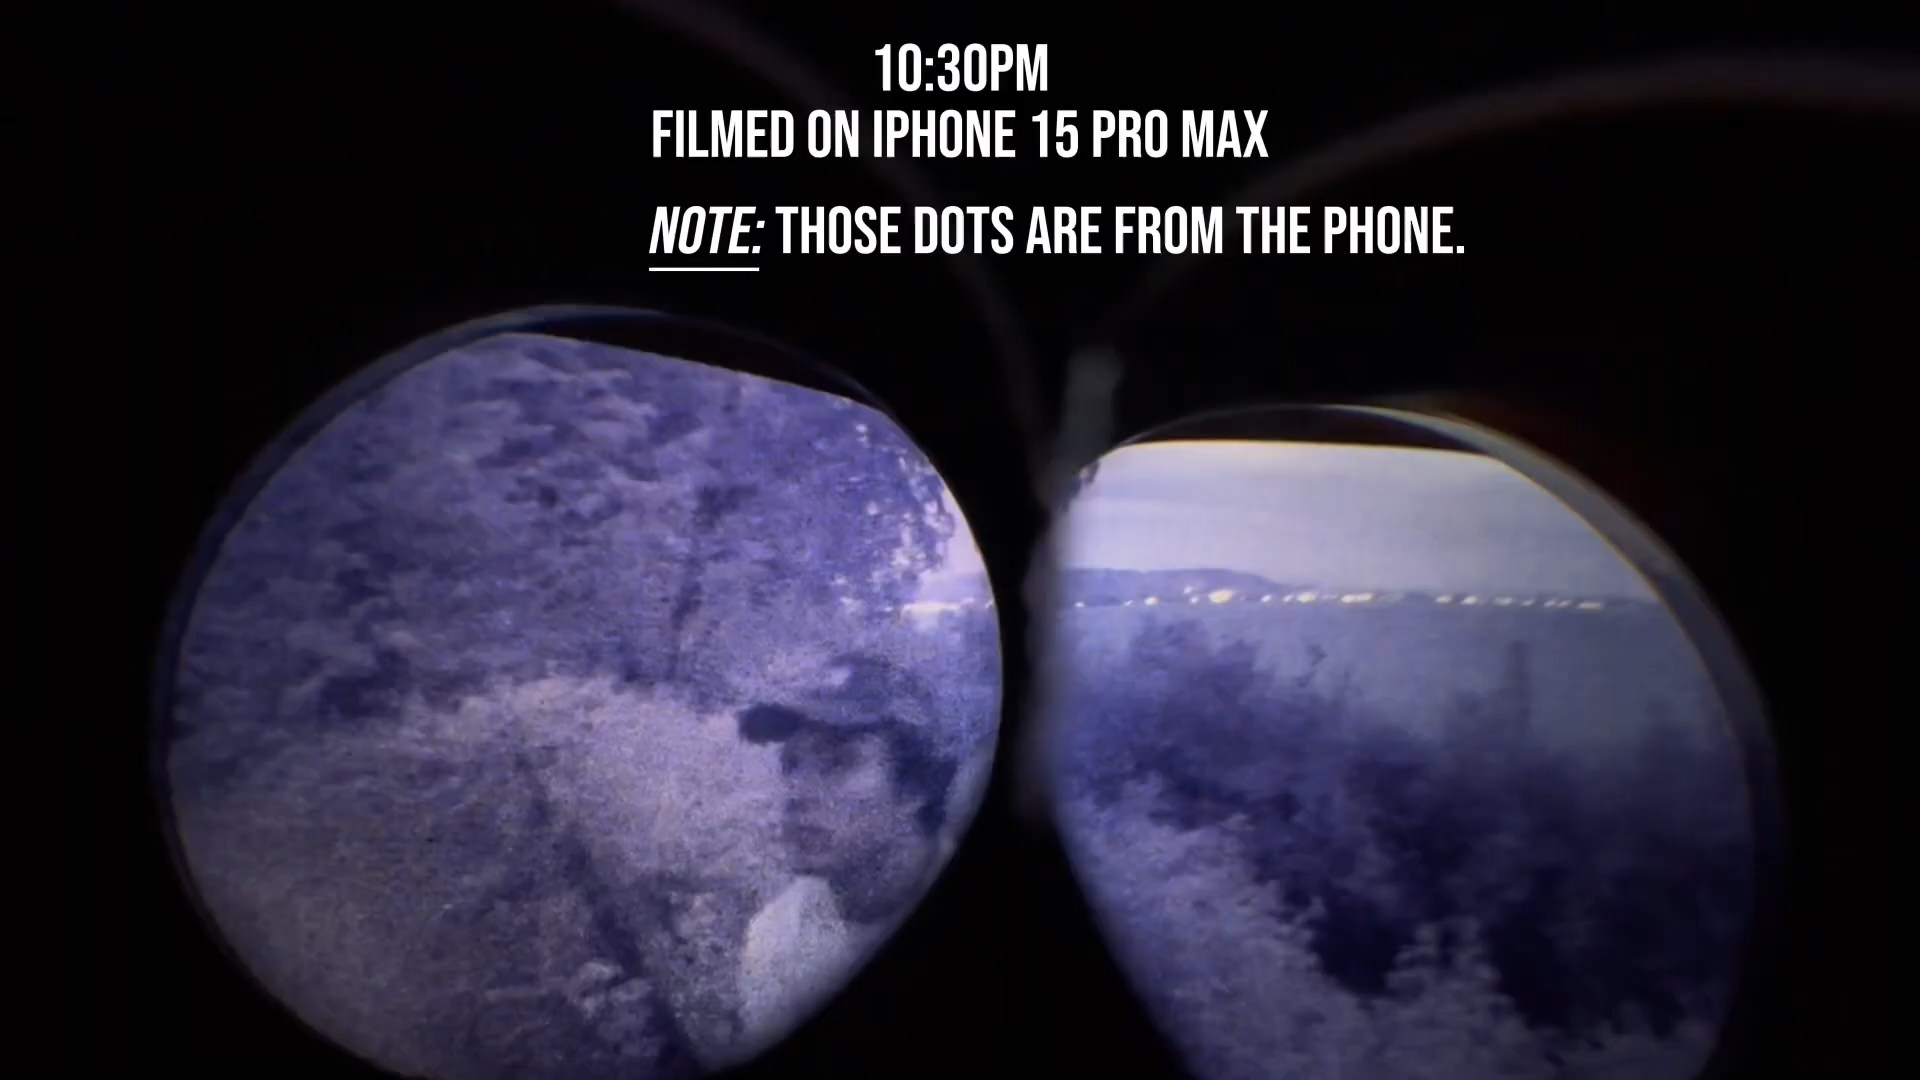 10:30PM
FILMED ON IPHONE 15 PRO MAX
NOTE: THOSE DOTS ARE FROM THE PHONE.